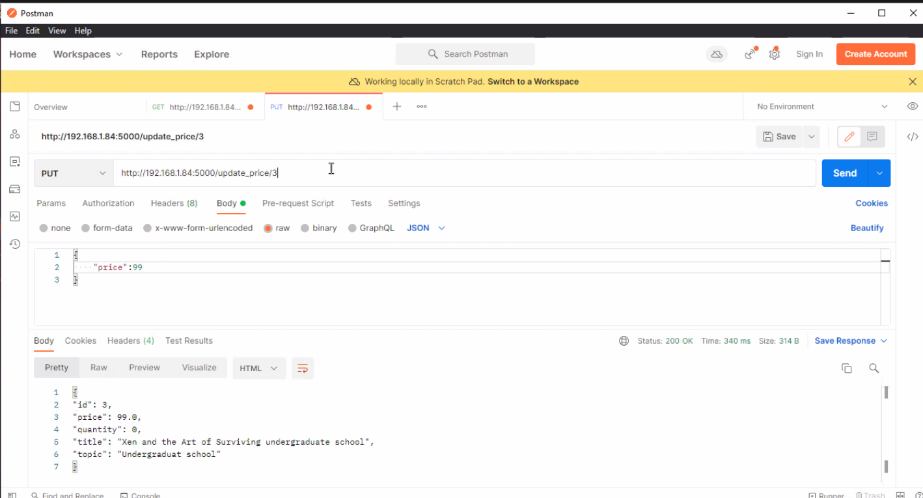 Postman
File Edit View Help
Home Workspaces Reports Explore Search Postman Sign In Create Account
Working locally in Scratch Pad. Switch to a Workspace
Overview GET http://192.168.1.84... PUT http://192.168.1.84... + ooo No Environment
http://192.168.1.84:5000/update_price/3 Save
PUT http://192.168.1.84:5000/update_price/3 Send
Params Authorization Headers (8) Body Pre-request Script Tests Settings Cookies
none form-data x-www-form-urlencoded raw binary GraphQL JSON Beautify
1 {
2 "price":99
3 }
Body Cookies Headers (4) Test Results Status: 200 OK Time: 340 ms Size: 314 B Save Response
Pretty Raw Preview Visualize HTML
1 {
2 "id": 3,
3 "price": 99.0,
4 "quantity": 0,
5 "title": "Xen and the Art of Surviving undergraduate school",
6 "topic": "Undergraduat school"
7 }
Find and Replace Console Runner Trash